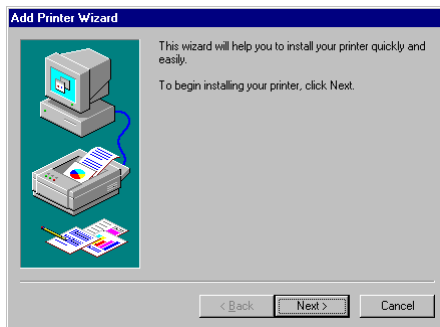 Add Printer Wizard
This wizard will help you to install your printer quickly and
easily.
To begin installing your printer, click Next.
< Back
Next >
Cancel